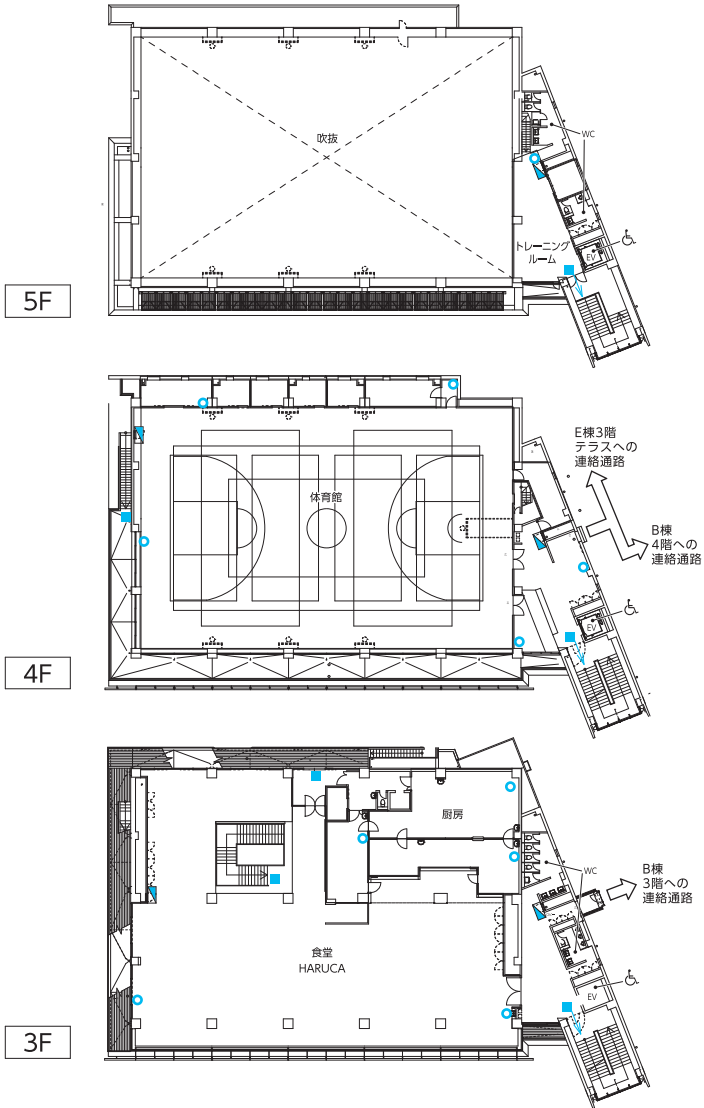 吹抜
WC
トレーニング
ルーム
EV
5F
E棟3階
テラスへの
連絡通路
体育館
B棟
4階への
連絡通路
EV
4F
厨房
WC
B棟
3階への
連絡通路
食堂
HARUCA
EV
3F